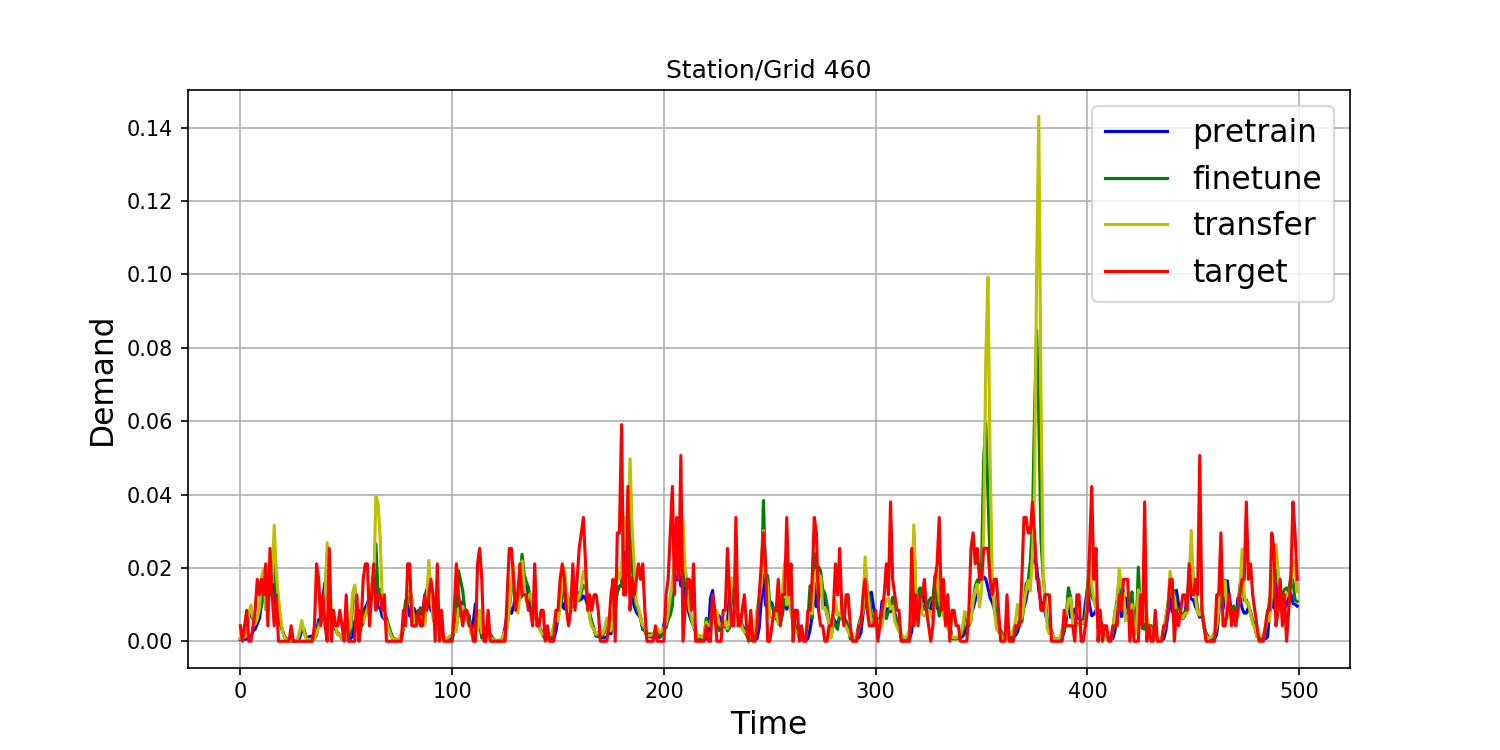 Station/Grid 460
0.14
0.12
0.10
0.08
0.06
0.04
0.02
0.00
Demand
0 100 200 300 400 500
Time
pretrain
finetune
transfer
target